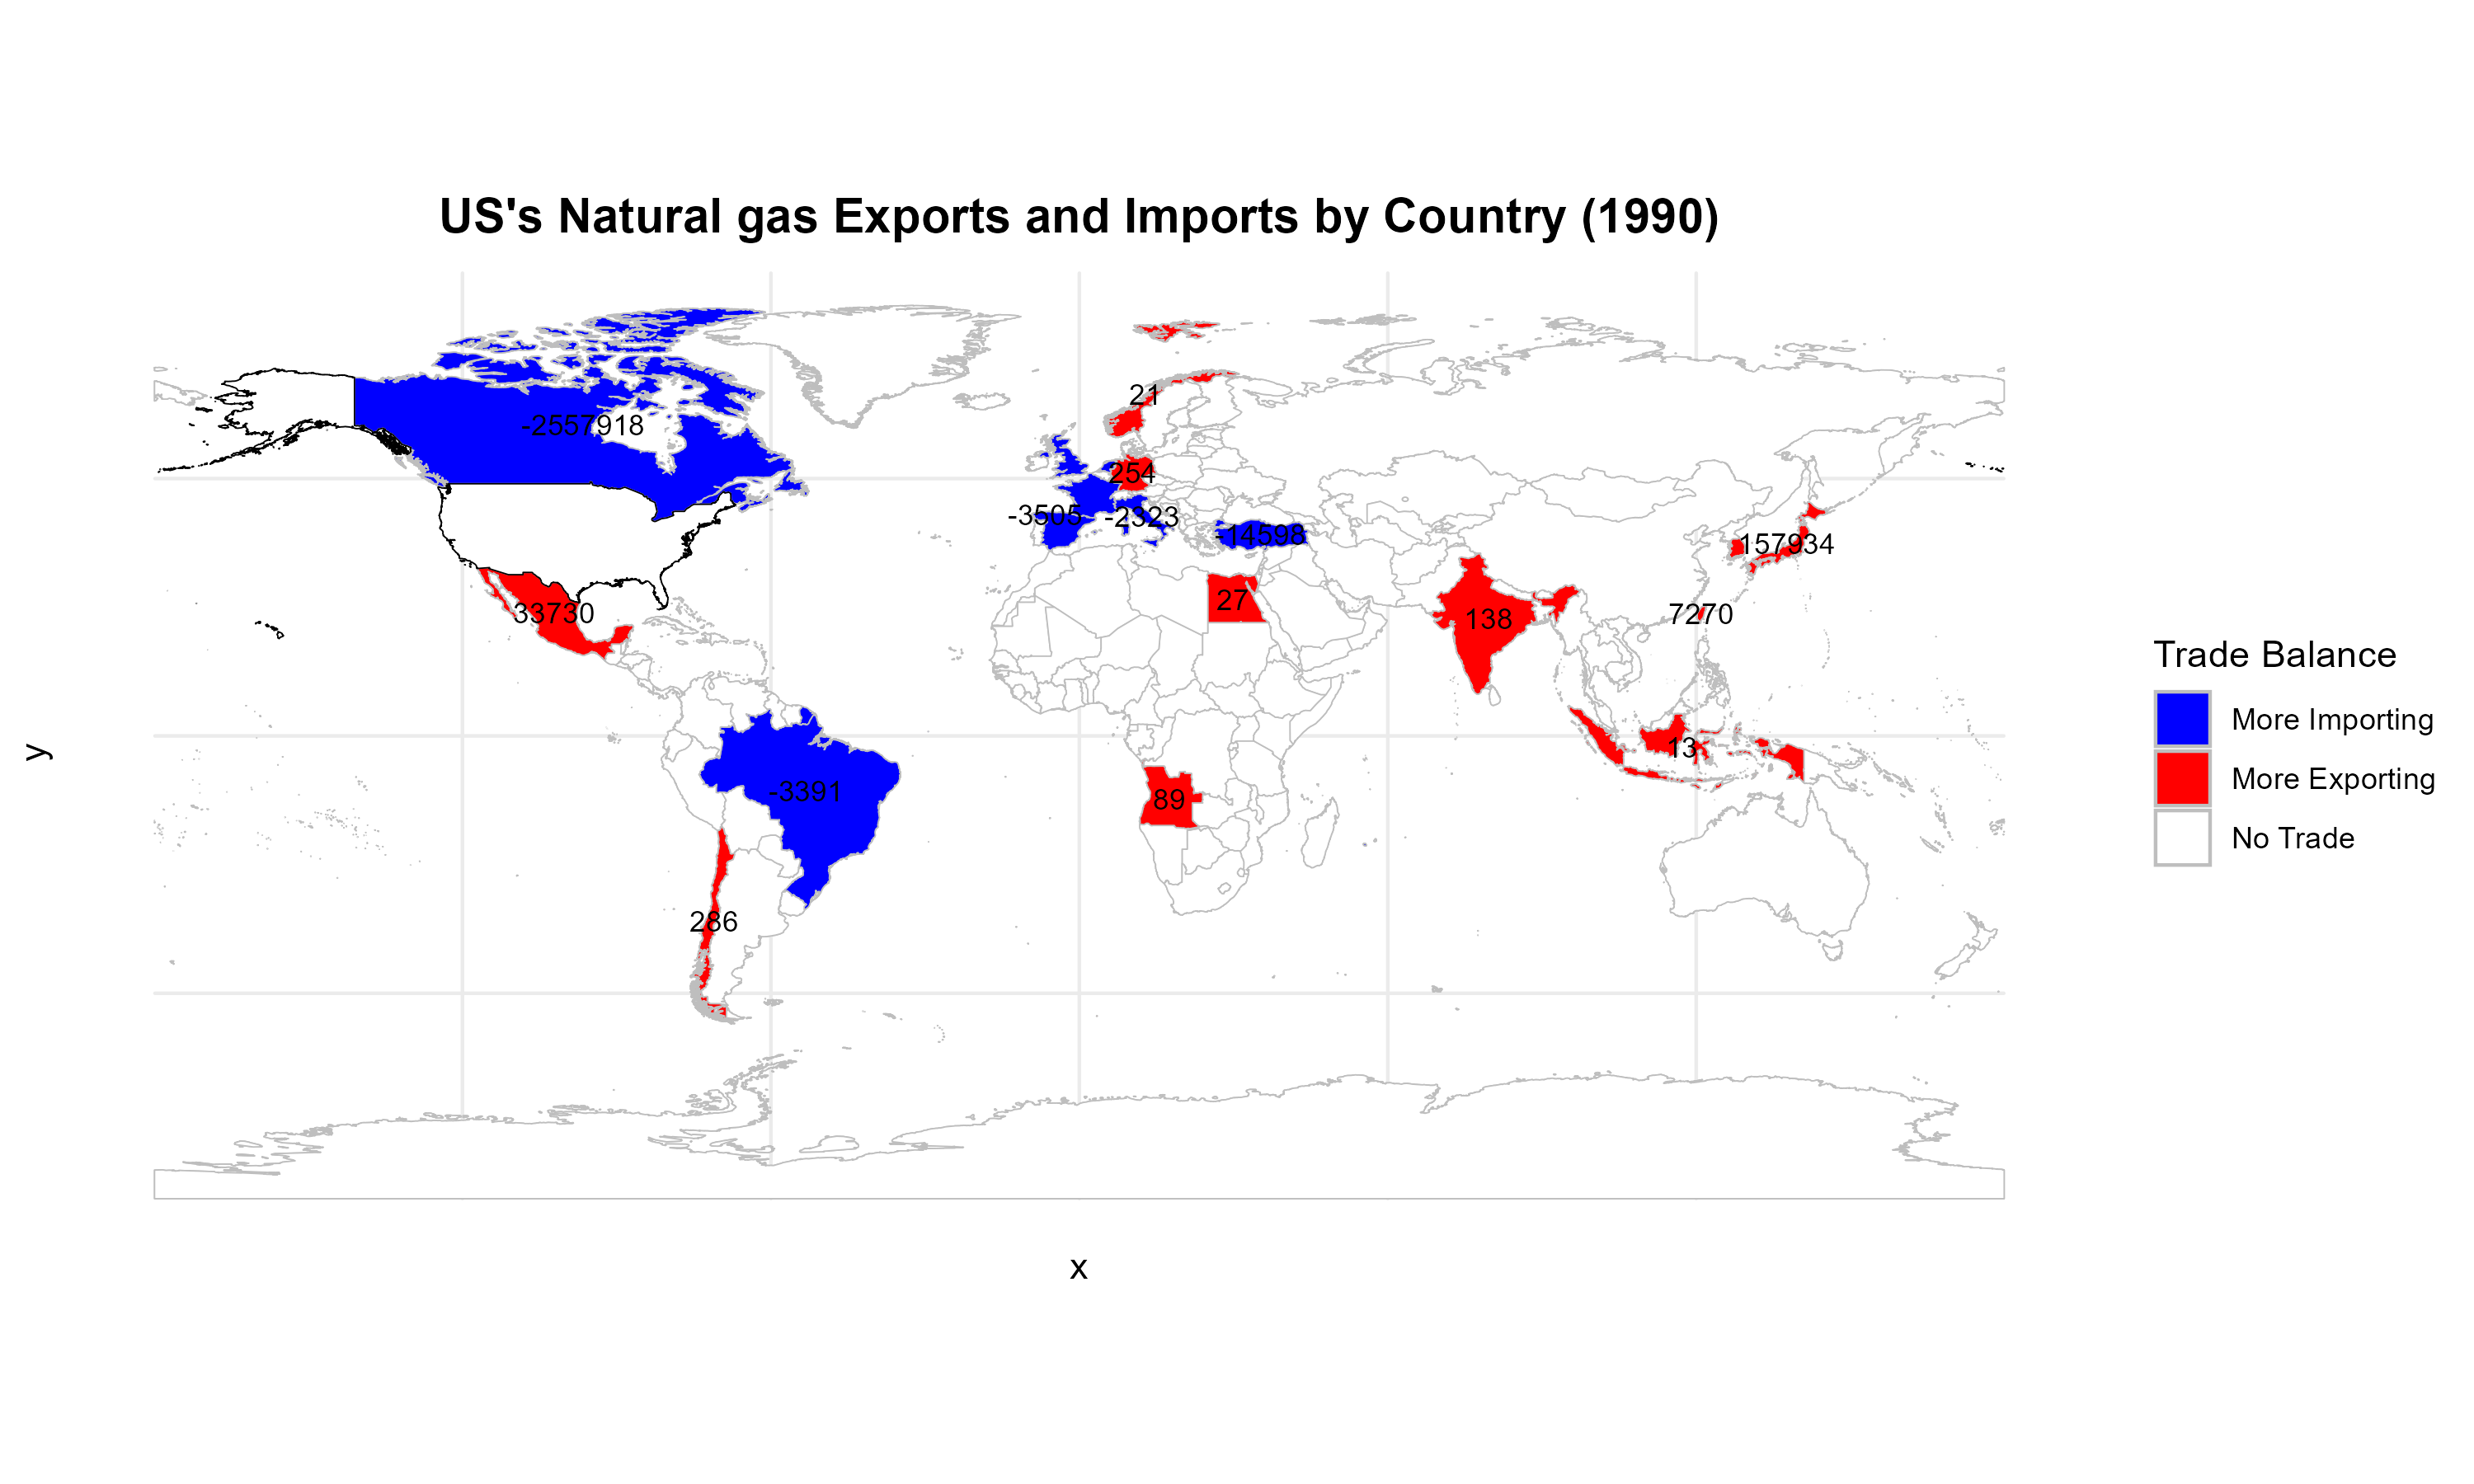 US's Natural gas Exports and Imports by Country (1990)
21
-2557918
254
-3505
-2323
-14598
157934
33730
27
138
7270
13
-3391
89
286
Trade Balance
More Importing
More Exporting
No Trade
y
x